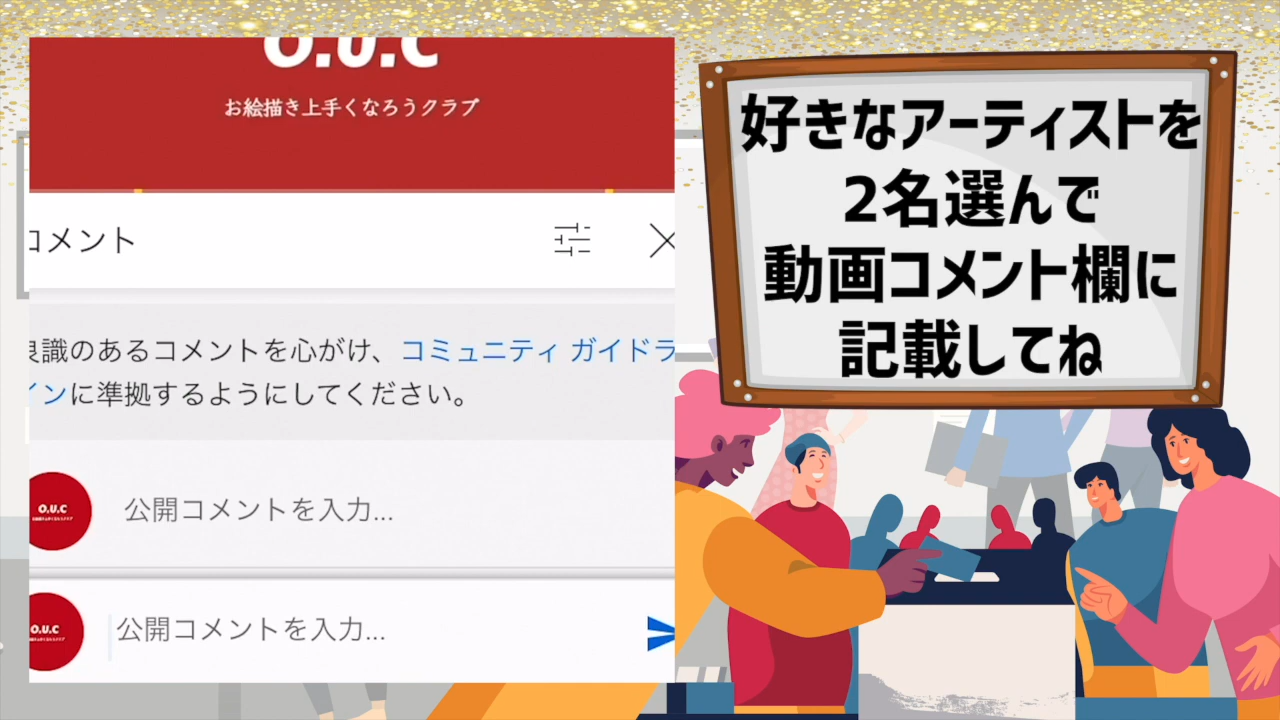 O.U.C
お絵描き上手くなろうクラブ
コメント
良識のあるコメントを心がけ、コミュニティ ガイドラ
インに準拠するようにしてください。
O.U.C
公開コメントを入力...
O.U.C
公開コメントを入力...
好きなアーティストを
2名選んで
動画コメント欄に
記載してね